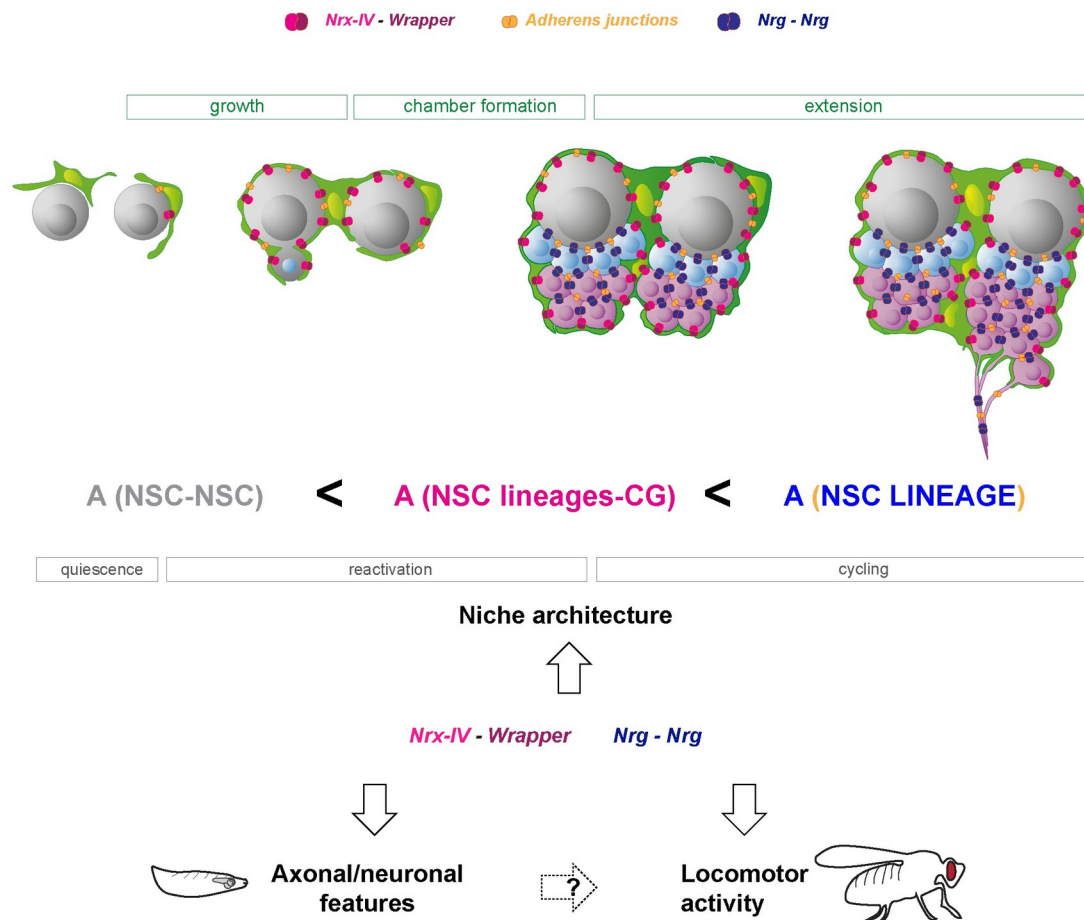 Nrx-IV - Wrapper Adherens junctions Nrg - Nrg
growth chamber formation extension
A (NSC-NSC) < A (NSC lineages-CG) < A (NSC LINEAGE)
quiescence reactivation cycling
Niche architecture
Nrx-IV - Wrapper Nrg - Nrg
Axonal/neuronal
features
?
Locomotor
activity